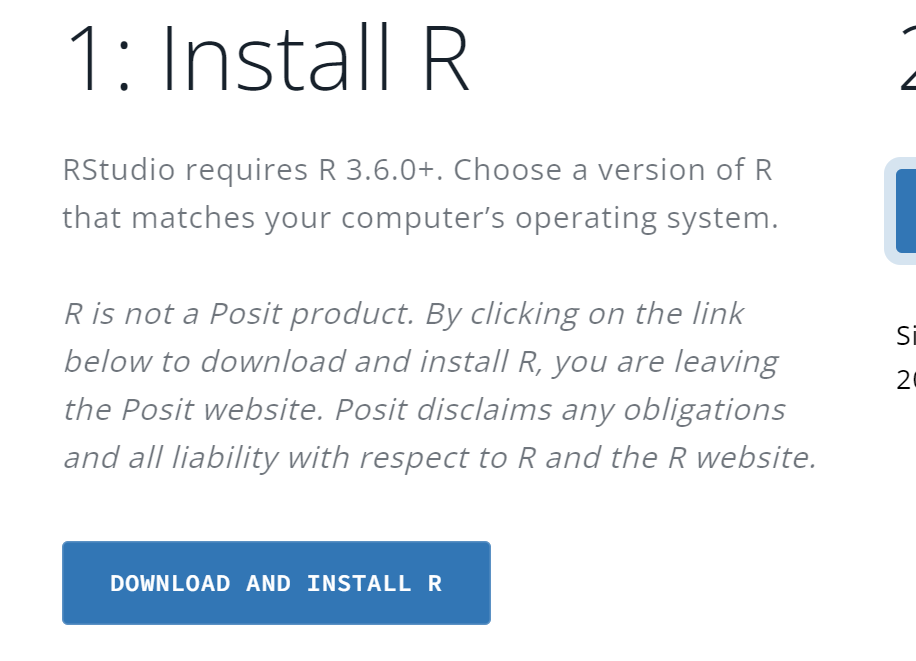 1: Install R
RStudio requires R 3.6.0+. Choose a version of R
that matches your computer’s operating system.
R is not a Posit product. By clicking on the link
below to download and install R, you are leaving
the Posit website. Posit disclaims any obligations
and all liability with respect to R and the R website.
DOWNLOAD AND INSTALL R
2
Si
20